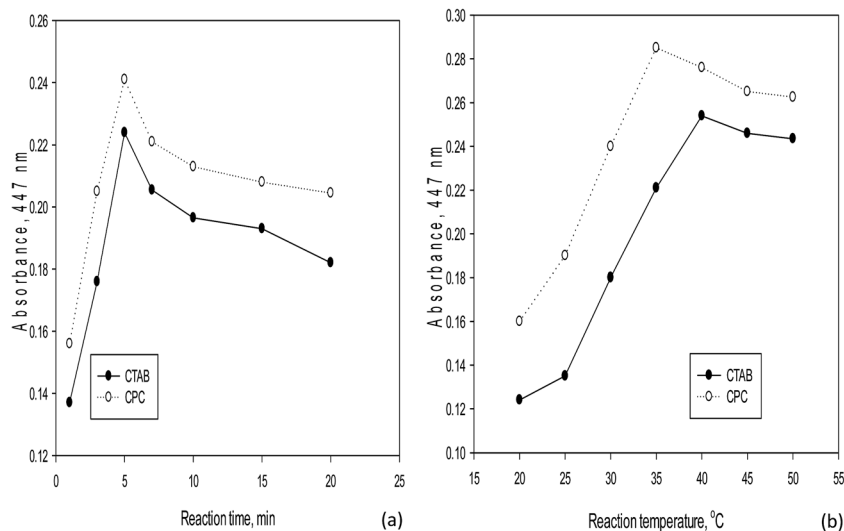 0.26
0.24
0.22
0.20
0.18
0.16
0.14
0.12
Absorbance, 447 nm
0 5 10 15 20 25
Reaction time, min
(a)
CTAB
CPC
0.30
0.28
0.26
0.24
0.22
0.20
0.18
0.16
0.14
0.12
0.10
Absorbance, 447 nm
15 20 25 30 35 40 45 50 55
Reaction temperature, °C
(b)
CTAB
CPC